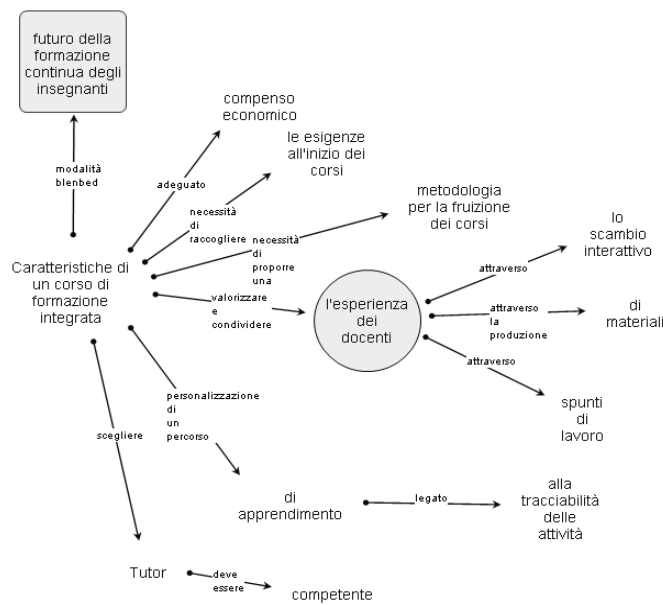 futuro della
formazione
continua degli
insegnanti
modalità
blenbed
compenso
economico
adeguato
le esigenze
all'inizio dei
corsi
necessità
di
raccogliere
metodologia
per la fruizione
dei corsi
necessità
di
proporre
una
Caratteristiche di
un corso di
formazione
integrata
valorizzare
e
condividere
l'esperienza
dei
docenti
attraverso
lo
scambio
interattivo
attraverso
la
produzione
di
materiali
attraverso
spunti
di
lavoro
personalizzazione
di
un
percorso
di
apprendimento
legato
alla
tracciabilità
delle
attività
scegliere
Tutor
deve
essere
competente